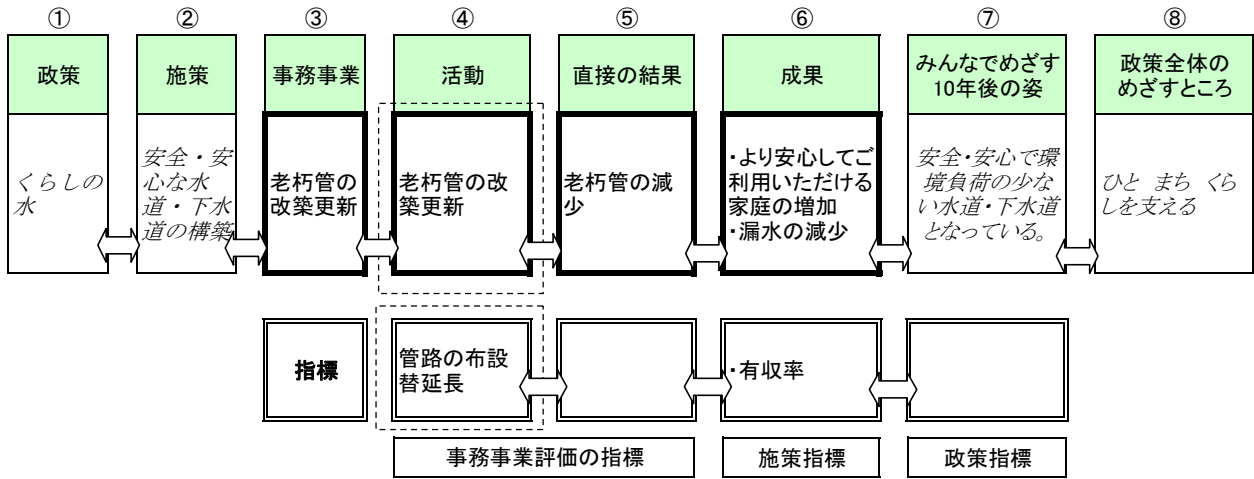 ① ② ③ ④ ⑤ ⑥ ⑦ ⑧
政策
施策
事務事業
活動
直接の結果
成果
みんなでめざす
10年後の姿
政策全体の
めざすところ
くらしの
水
安全・安
心な水
道・下水
道の構築
老朽管の
改築更新
老朽管の改
築更新
老朽管の減
少
・より安心してご
利用いただける
家庭の増加
・漏水の減少
安全・安心で環
境負荷の少な
い水道・下水道
となっている。
ひと まち くら
しを支える
指標
管路の布設
替延長
・有収率
事務事業評価の指標
施策指標
政策指標